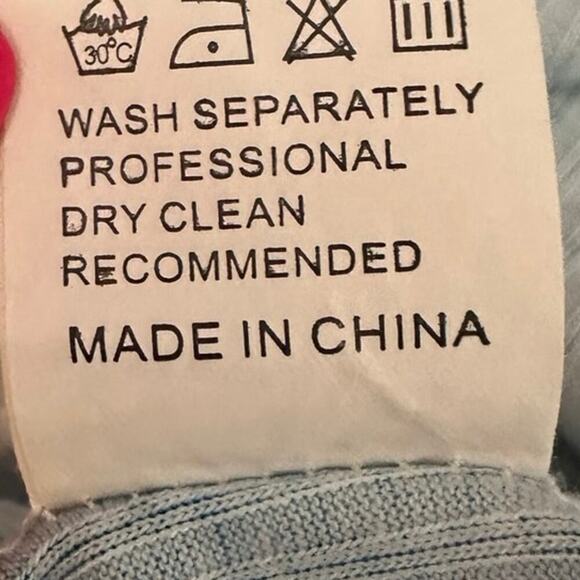 30°C
WASH SEPARATELY
PROFESSIONAL
DRY CLEAN
RECOMMENDED
MADE IN CHINA